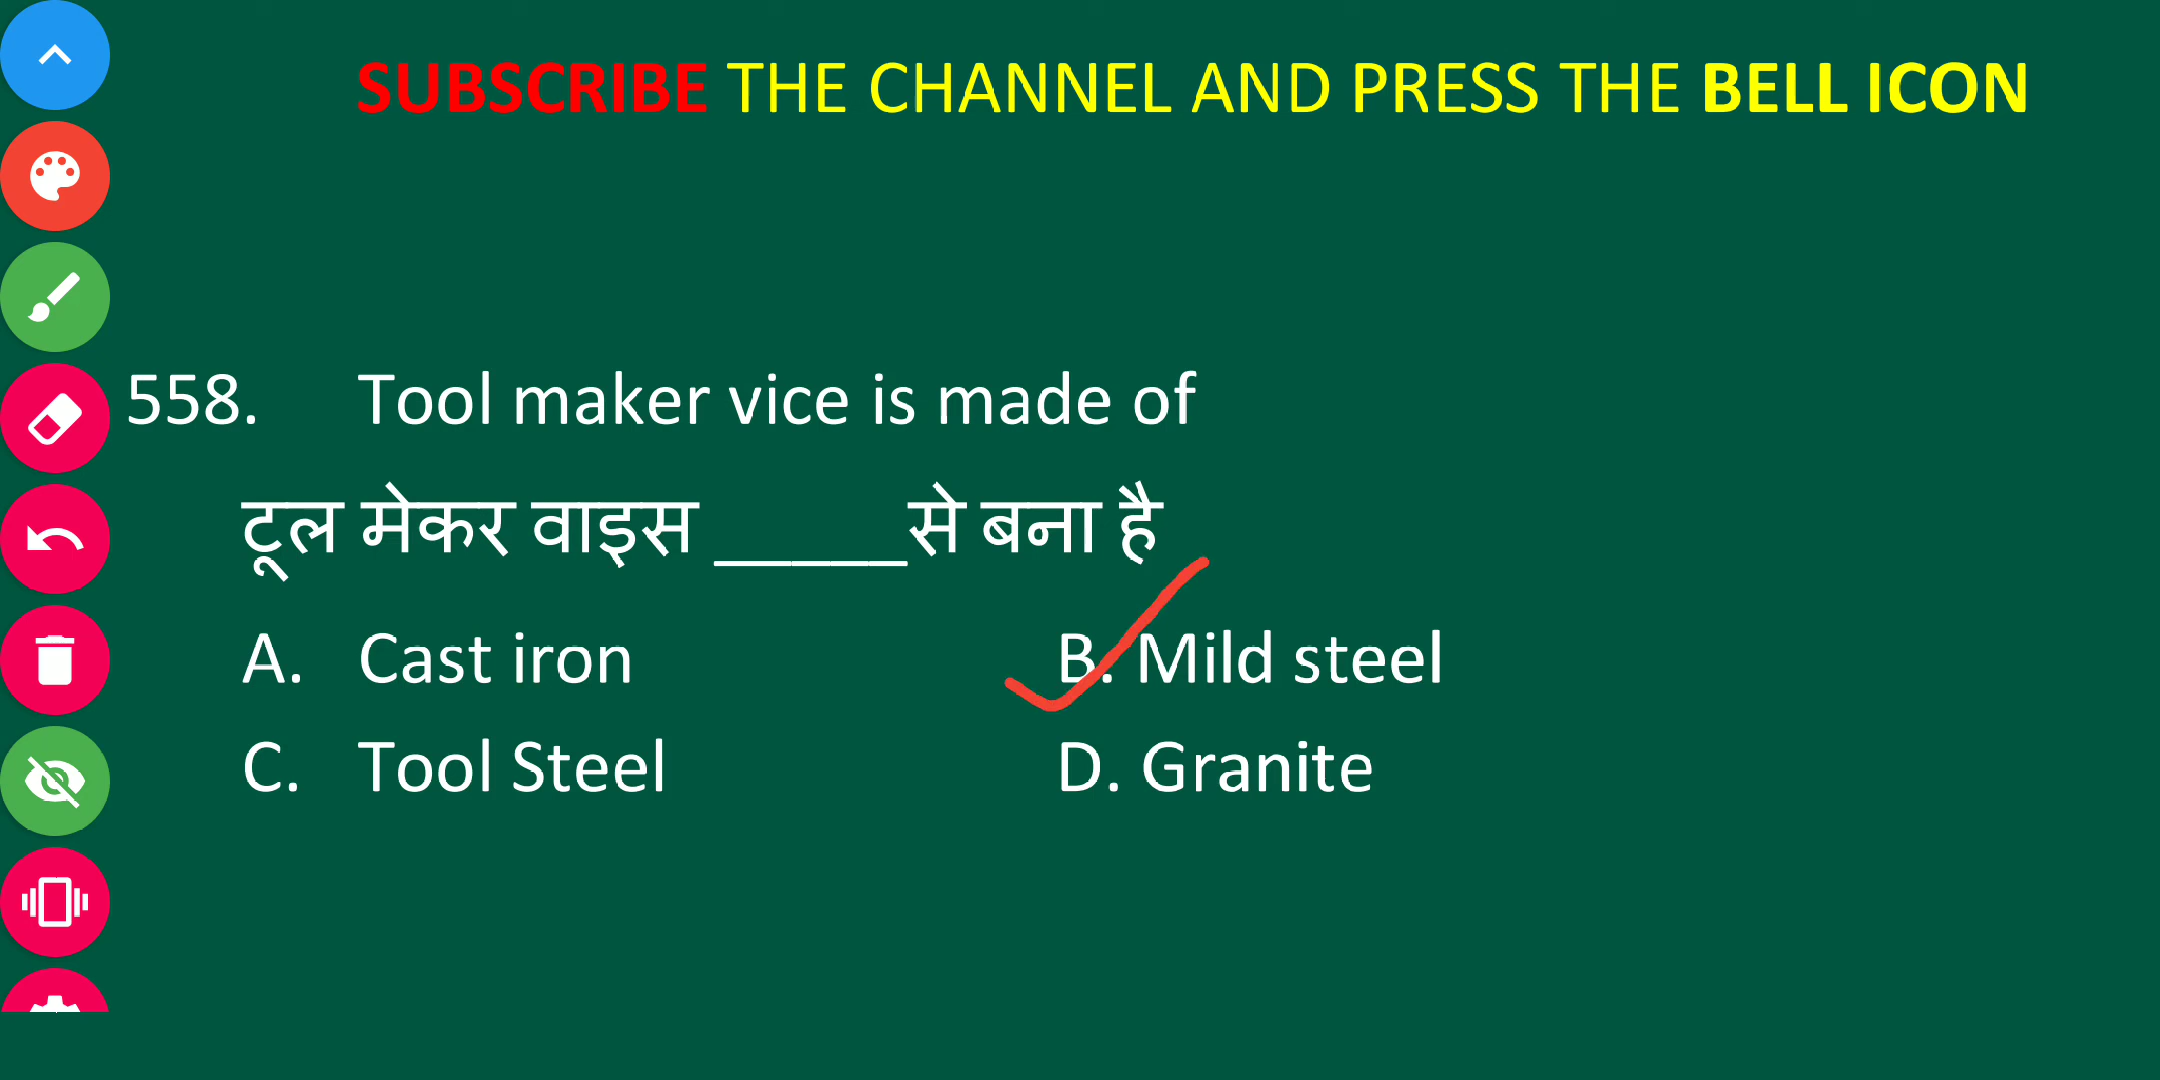 SUBSCRIBE THE CHANNEL AND PRESS THE BELL ICON
558. Tool maker vice is made of
टूल मेकर वाइस _____से बना है
A. Cast iron B. Mild steel
C. Tool Steel D. Granite